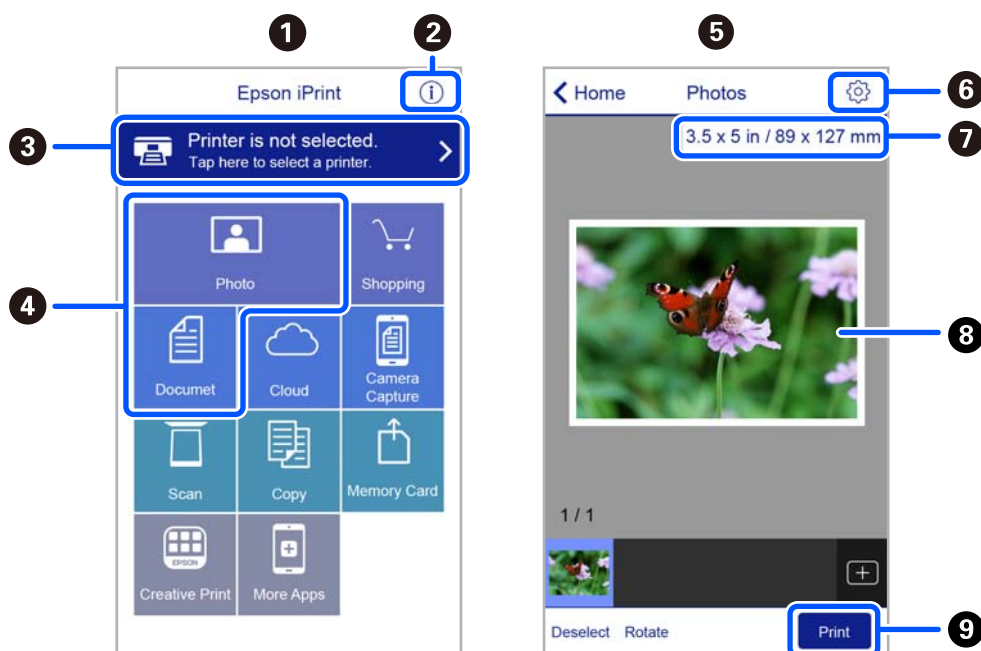 1
2
Epson iPrint
i
3
Printer is not selected.
Tap here to select a printer.
4
Photo
Shopping
Documet
Cloud
Camera
Capture
Scan
Copy
Memory Card
EPSON
Creative Print
More Apps
5
Home
Photos
6
3.5 x 5 in / 89 x 127 mm
7
8
1 / 1
Deselect
Rotate
Print
9